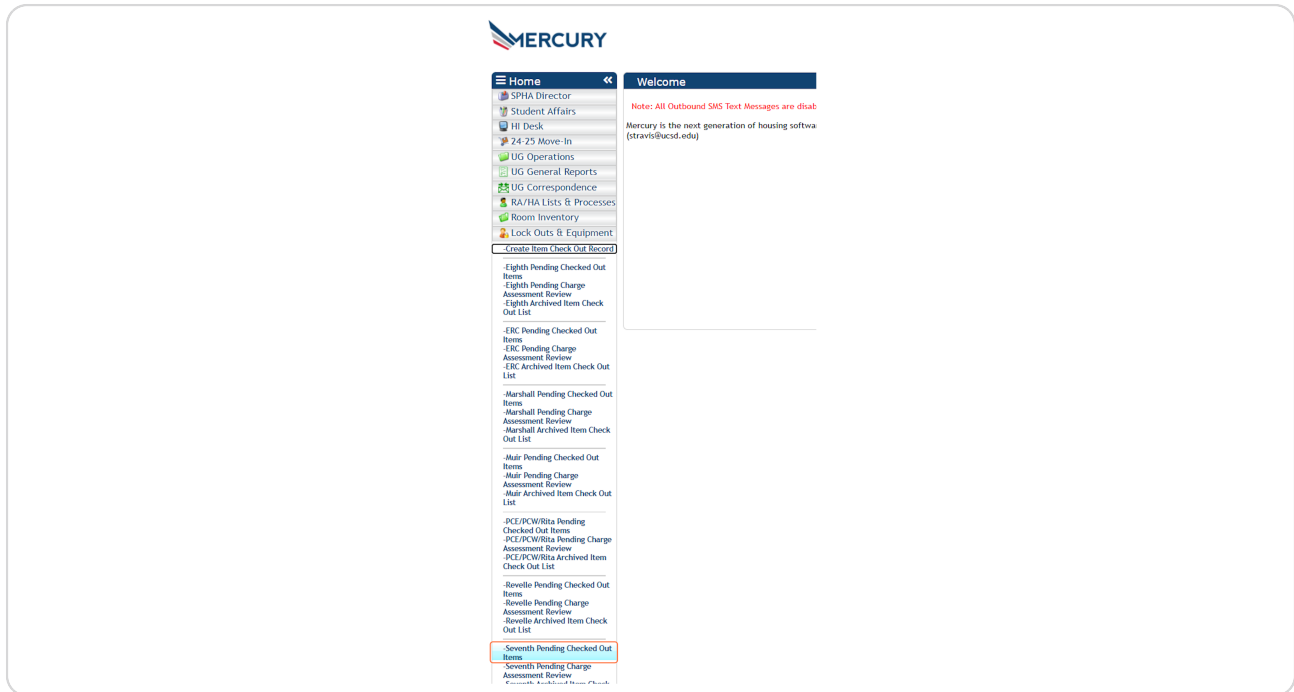 MERCURY
Home
SPHA Director
Student Affairs
HI Desk
24-25 Move-In
UG Operations
UG General Reports
UG Correspondence
RA/HA Lists & Processes
Room Inventory
Lock Outs & Equipment
-Create Item Check Out Record
-Eighth Pending Checked Out
Items
-Eighth Pending Charge
Assessment Review
-Eighth Archived Item Check
Out List
-ERC Pending Checked Out
Items
-ERC Pending Charge
Assessment Review
-ERC Archived Item Check Out
List
-Marshall Pending Checked Out
Items
-Marshall Pending Charge
Assessment Review
-Marshall Archived Item Check
Out List
-Muir Pending Checked Out
Items
-Muir Pending Charge
Assessment Review
-Muir Archived Item Check Out
List
-PCE/PCW/Rita Pending
Checked Out Items
-PCE/PCW/Rita Pending Charge
Assessment Review
-PCE/PCW/Rita Archived Item
Check Out List
-Revelle Pending Checked Out
Items
-Revelle Pending Charge
Assessment Review
-Revelle Archived Item Check
Out List
-Seventh Pending Checked Out
Items
-Seventh Pending Charge
Assessment Review
-Seventh Archived Item Check
Welcome
Note: All Outbound SMS Text Messages are disab
Mercury is the next generation of housing softwa
(stravis@ucsd.edu)